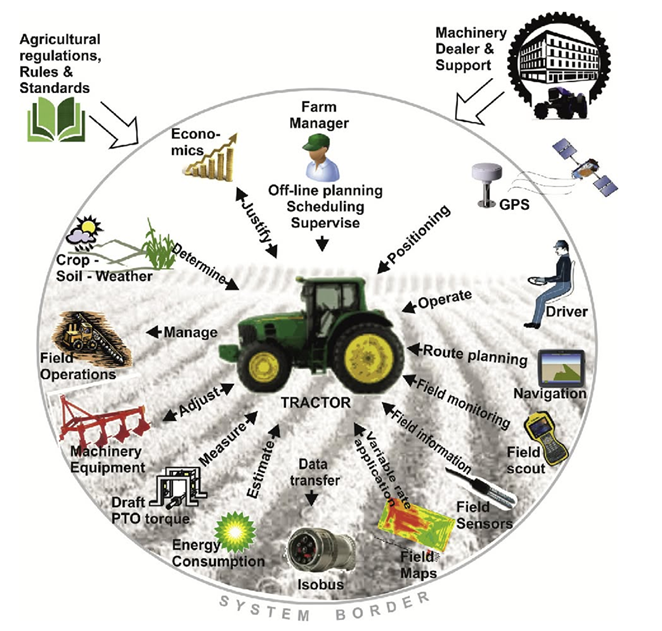 Agricultural
regulations,
Rules &
Standards
Machinery
Dealer &
Support
Farm
Manager
Econo-
mics
Off-line planning
Scheduling
Supervise
Justify
GPS
Positioning
Crop -
Soil - Weather
Determine
Operate
Driver
Manage
Field
Operations
Route planning
Navigation
TRACTOR
Adjust
Machinery
Equipment
Field monitoring
Field
scout
Measure
Draft
PTO torque
Field information
Field
Sensors
Estimate
Energy
Consumption
Data
transfer
Isobus
Variable rate
application
Field
Maps
SYSTEM BORDER